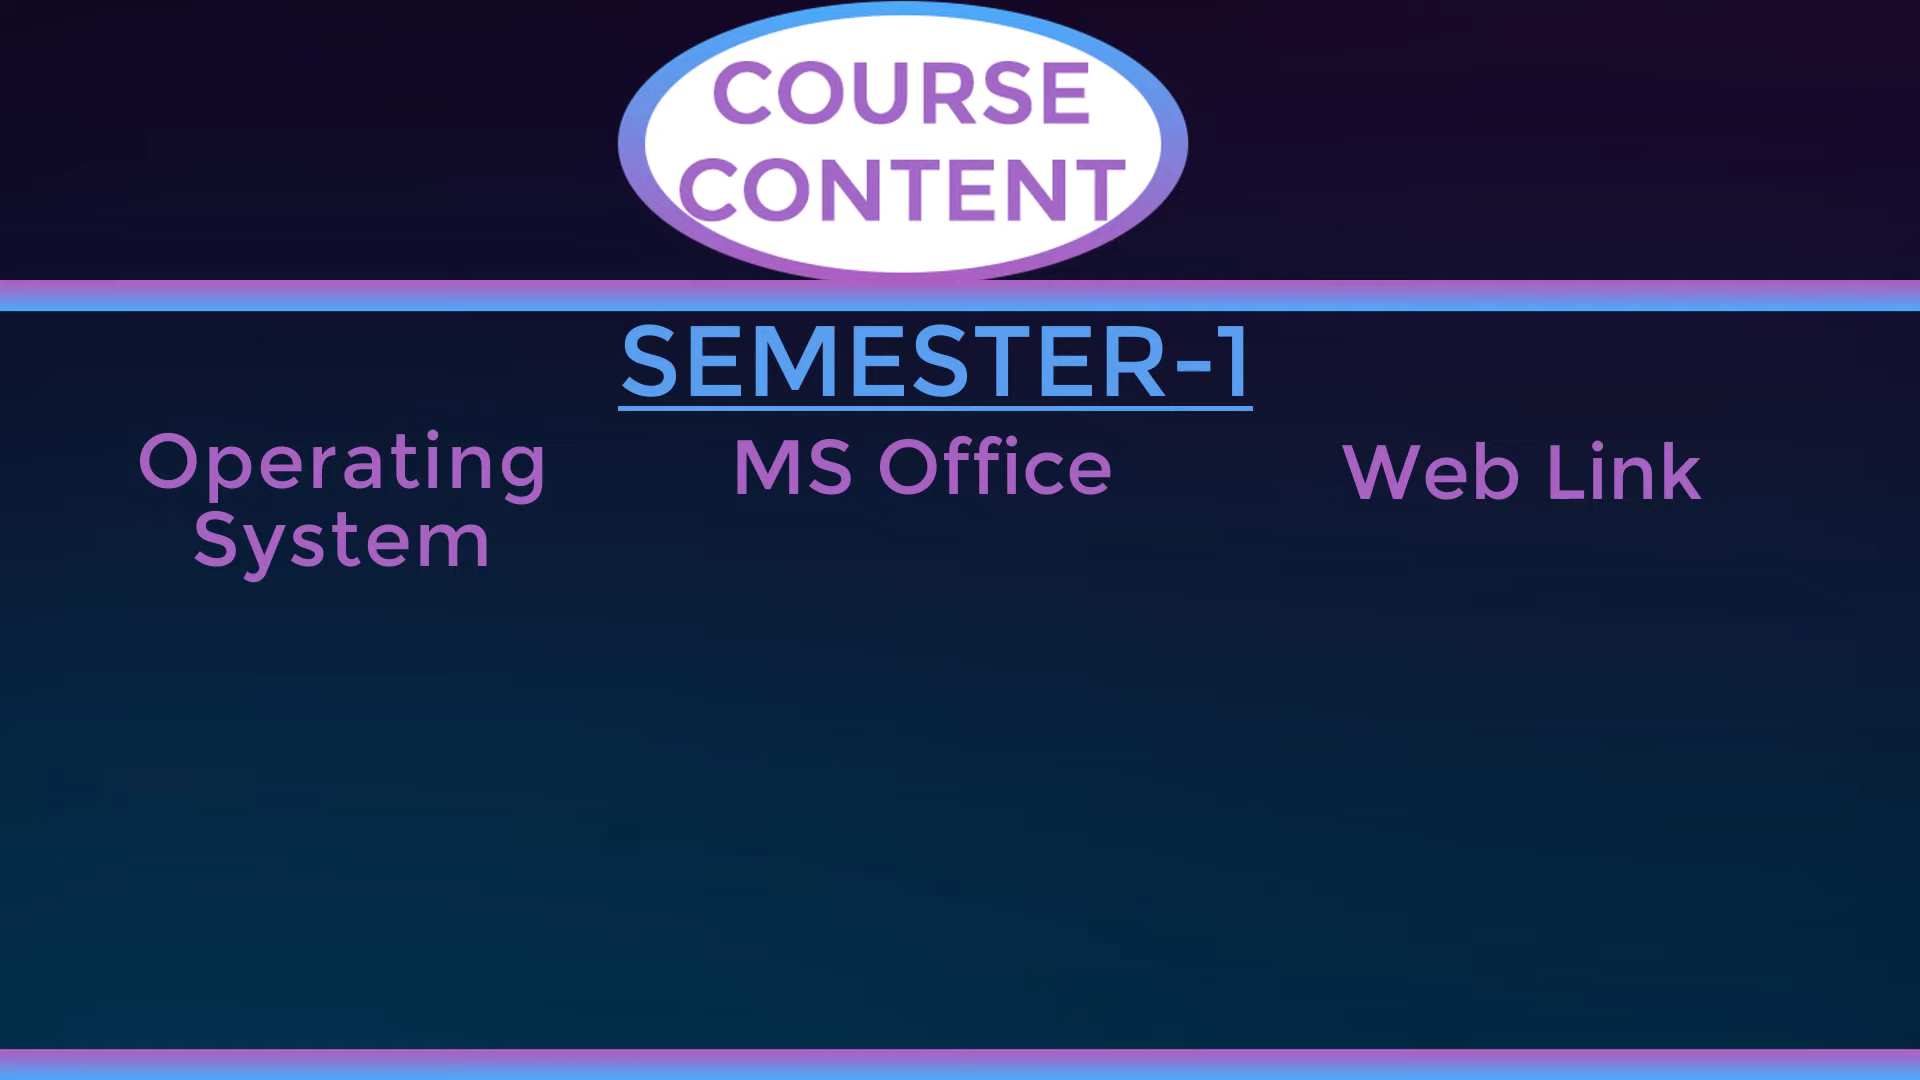 COURSE
CONTENT
SEMESTER-1
Operating
System
MS Office
Web Link